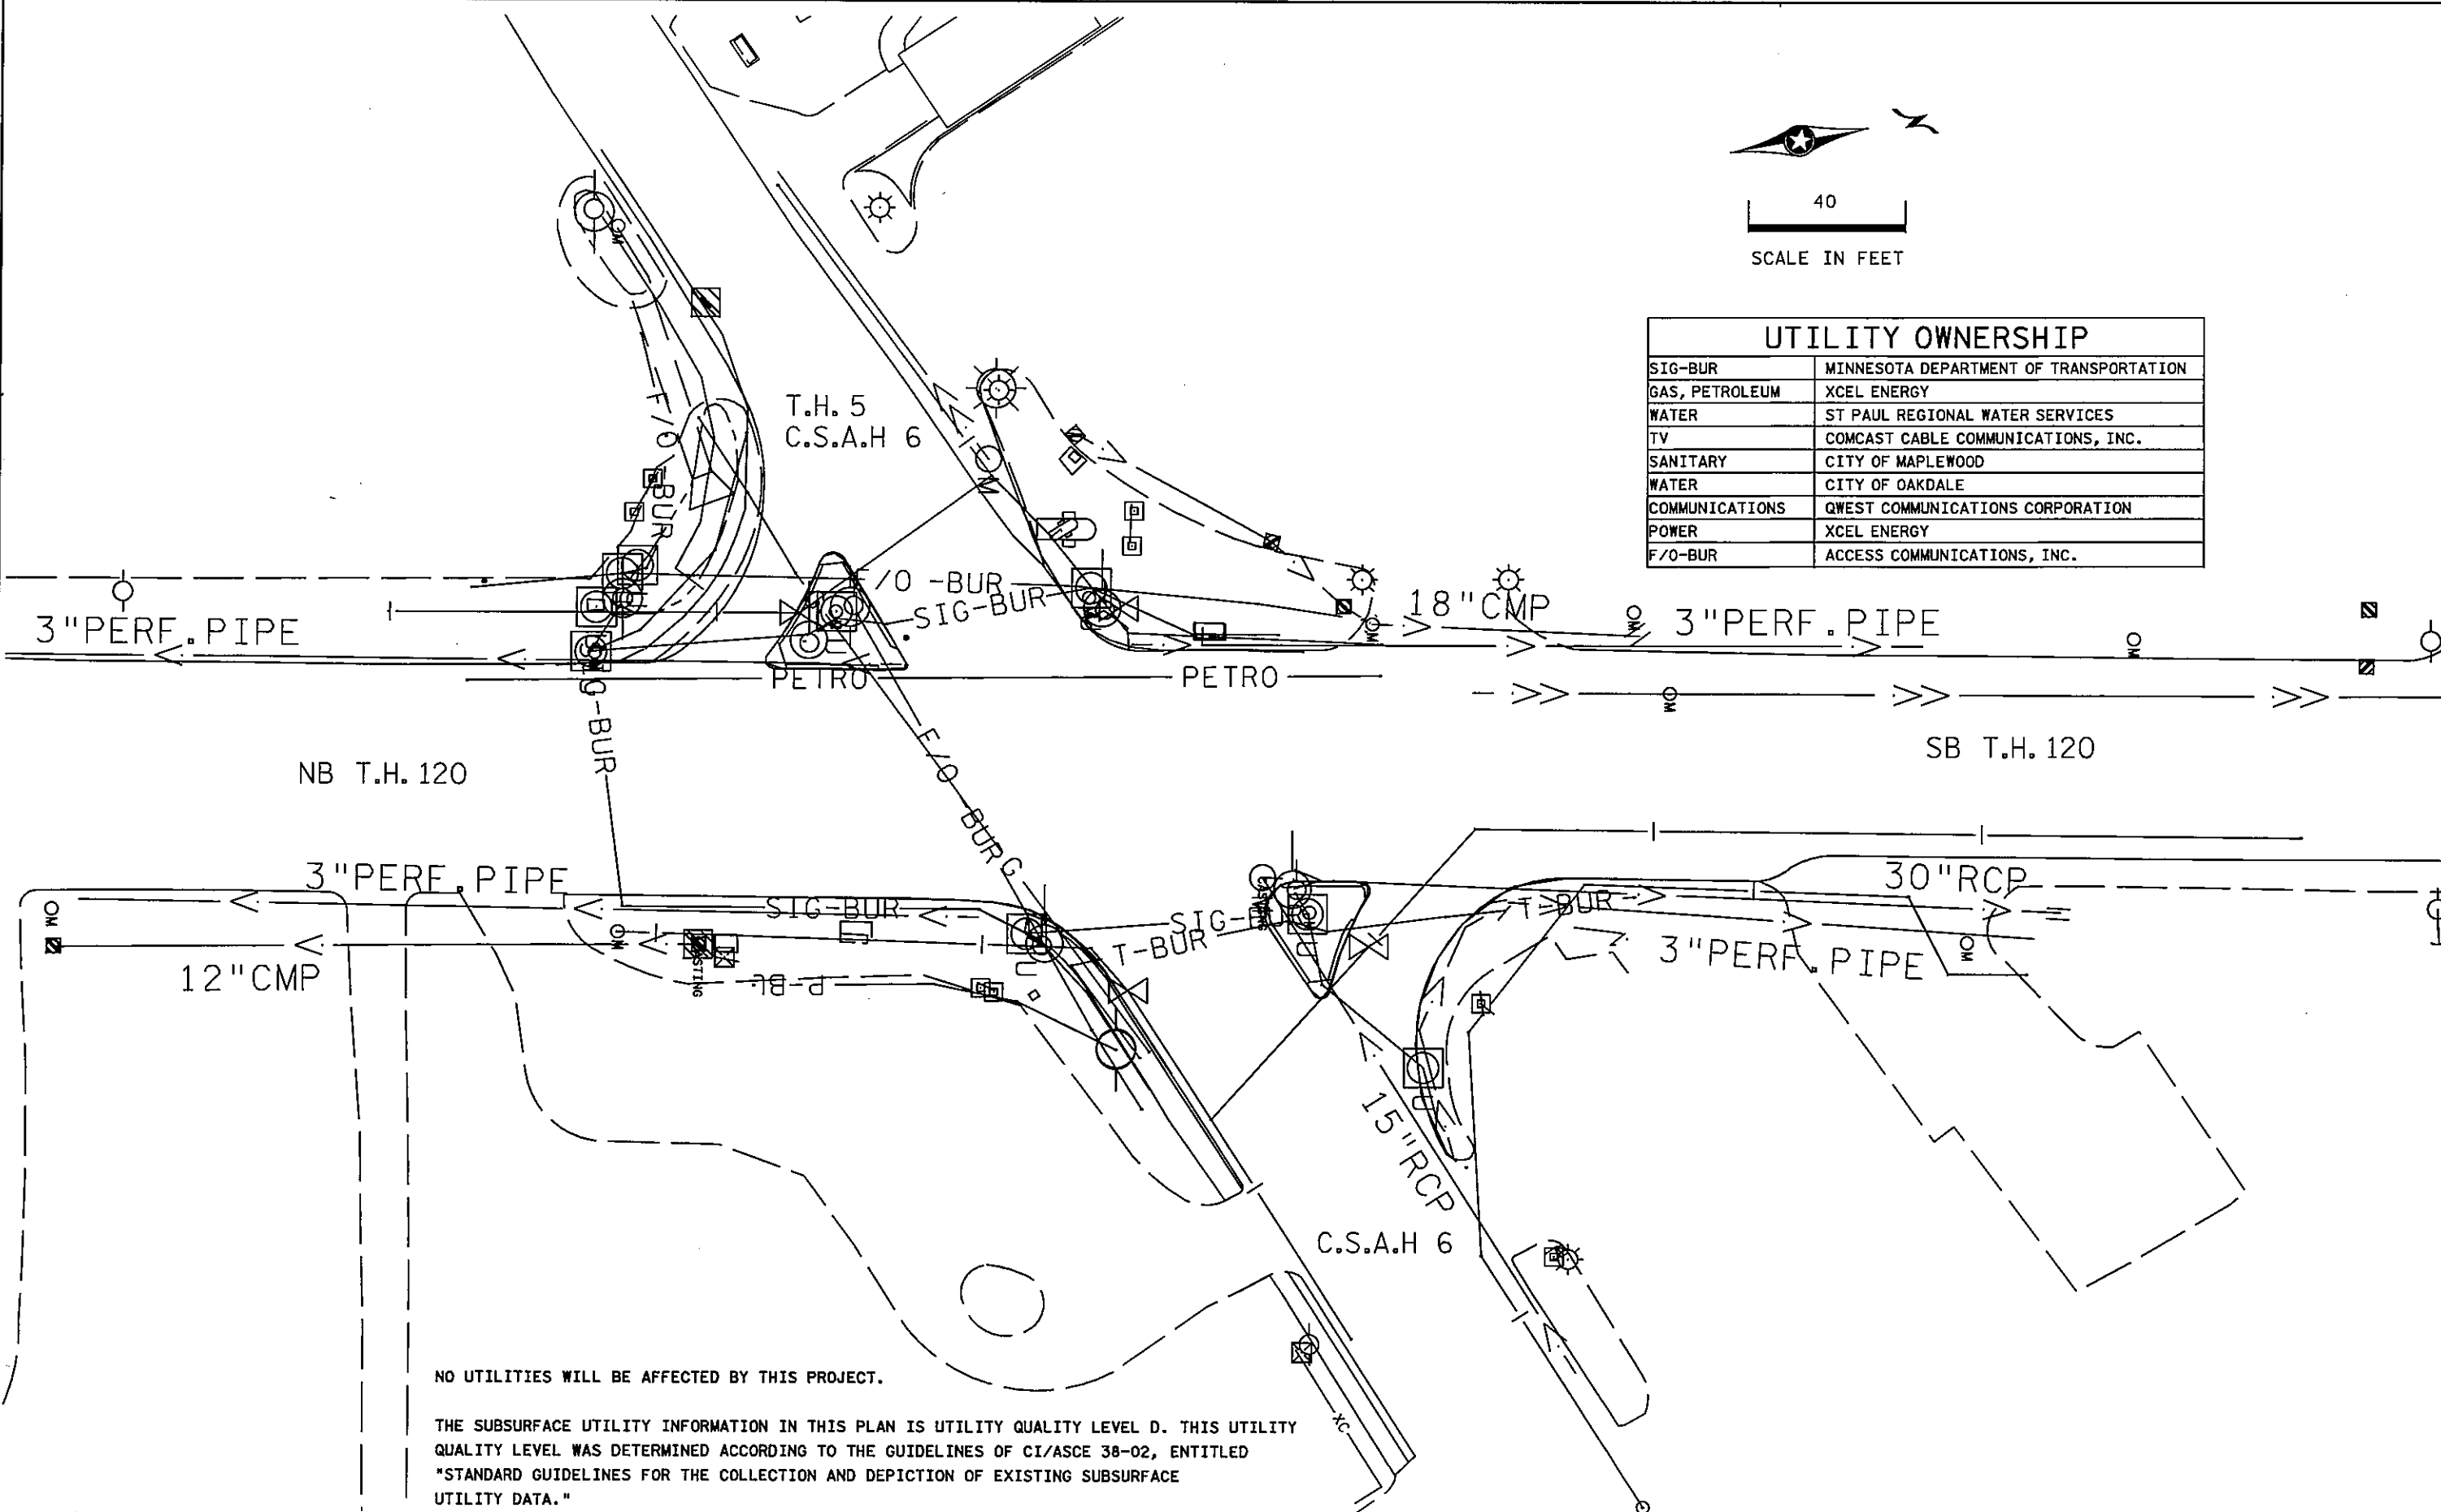 40
SCALE IN FEET
UTILITY OWNERSHIP
SIG-BUR MINNESOTA DEPARTMENT OF TRANSPORTATION
GAS, PETROLEUM XCEL ENERGY
WATER ST PAUL REGIONAL WATER SERVICES
TV COMCAST CABLE COMMUNICATIONS, INC.
SANITARY CITY OF MAPLEWOOD
WATER CITY OF OAKDALE
COMMUNICATIONS QWEST COMMUNICATIONS CORPORATION
POWER XCEL ENERGY
F/O-BUR ACCESS COMMUNICATIONS, INC.
T.H. 5
C.S.A.H 6
F/O
BUR
M
M
F/O -BUR
SIG-BUR
18"CMP
3"PERF.PIPE
3"PERF.PIPE
M
M
M
PETRO
PETRO
M
G-BUR
F/O BUR
G
NB T.H. 120
SB T.H. 120
3"PERF.PIPE
SIG-BUR
SIG-B
T-BUR
T-BUR
30"RCP
3"PERF.PIPE
M
M
M
12"CMP
STING
P-BU
U
15"RCP
C.S.A.H 6
XC
NO UTILITIES WILL BE AFFECTED BY THIS PROJECT.
THE SUBSURFACE UTILITY INFORMATION IN THIS PLAN IS UTILITY QUALITY LEVEL D. THIS UTILITY
QUALITY LEVEL WAS DETERMINED ACCORDING TO THE GUIDELINES OF CI/ASCE 38-02, ENTITLED
"STANDARD GUIDELINES FOR THE COLLECTION AND DEPICTION OF EXISTING SUBSURFACE
UTILITY DATA."